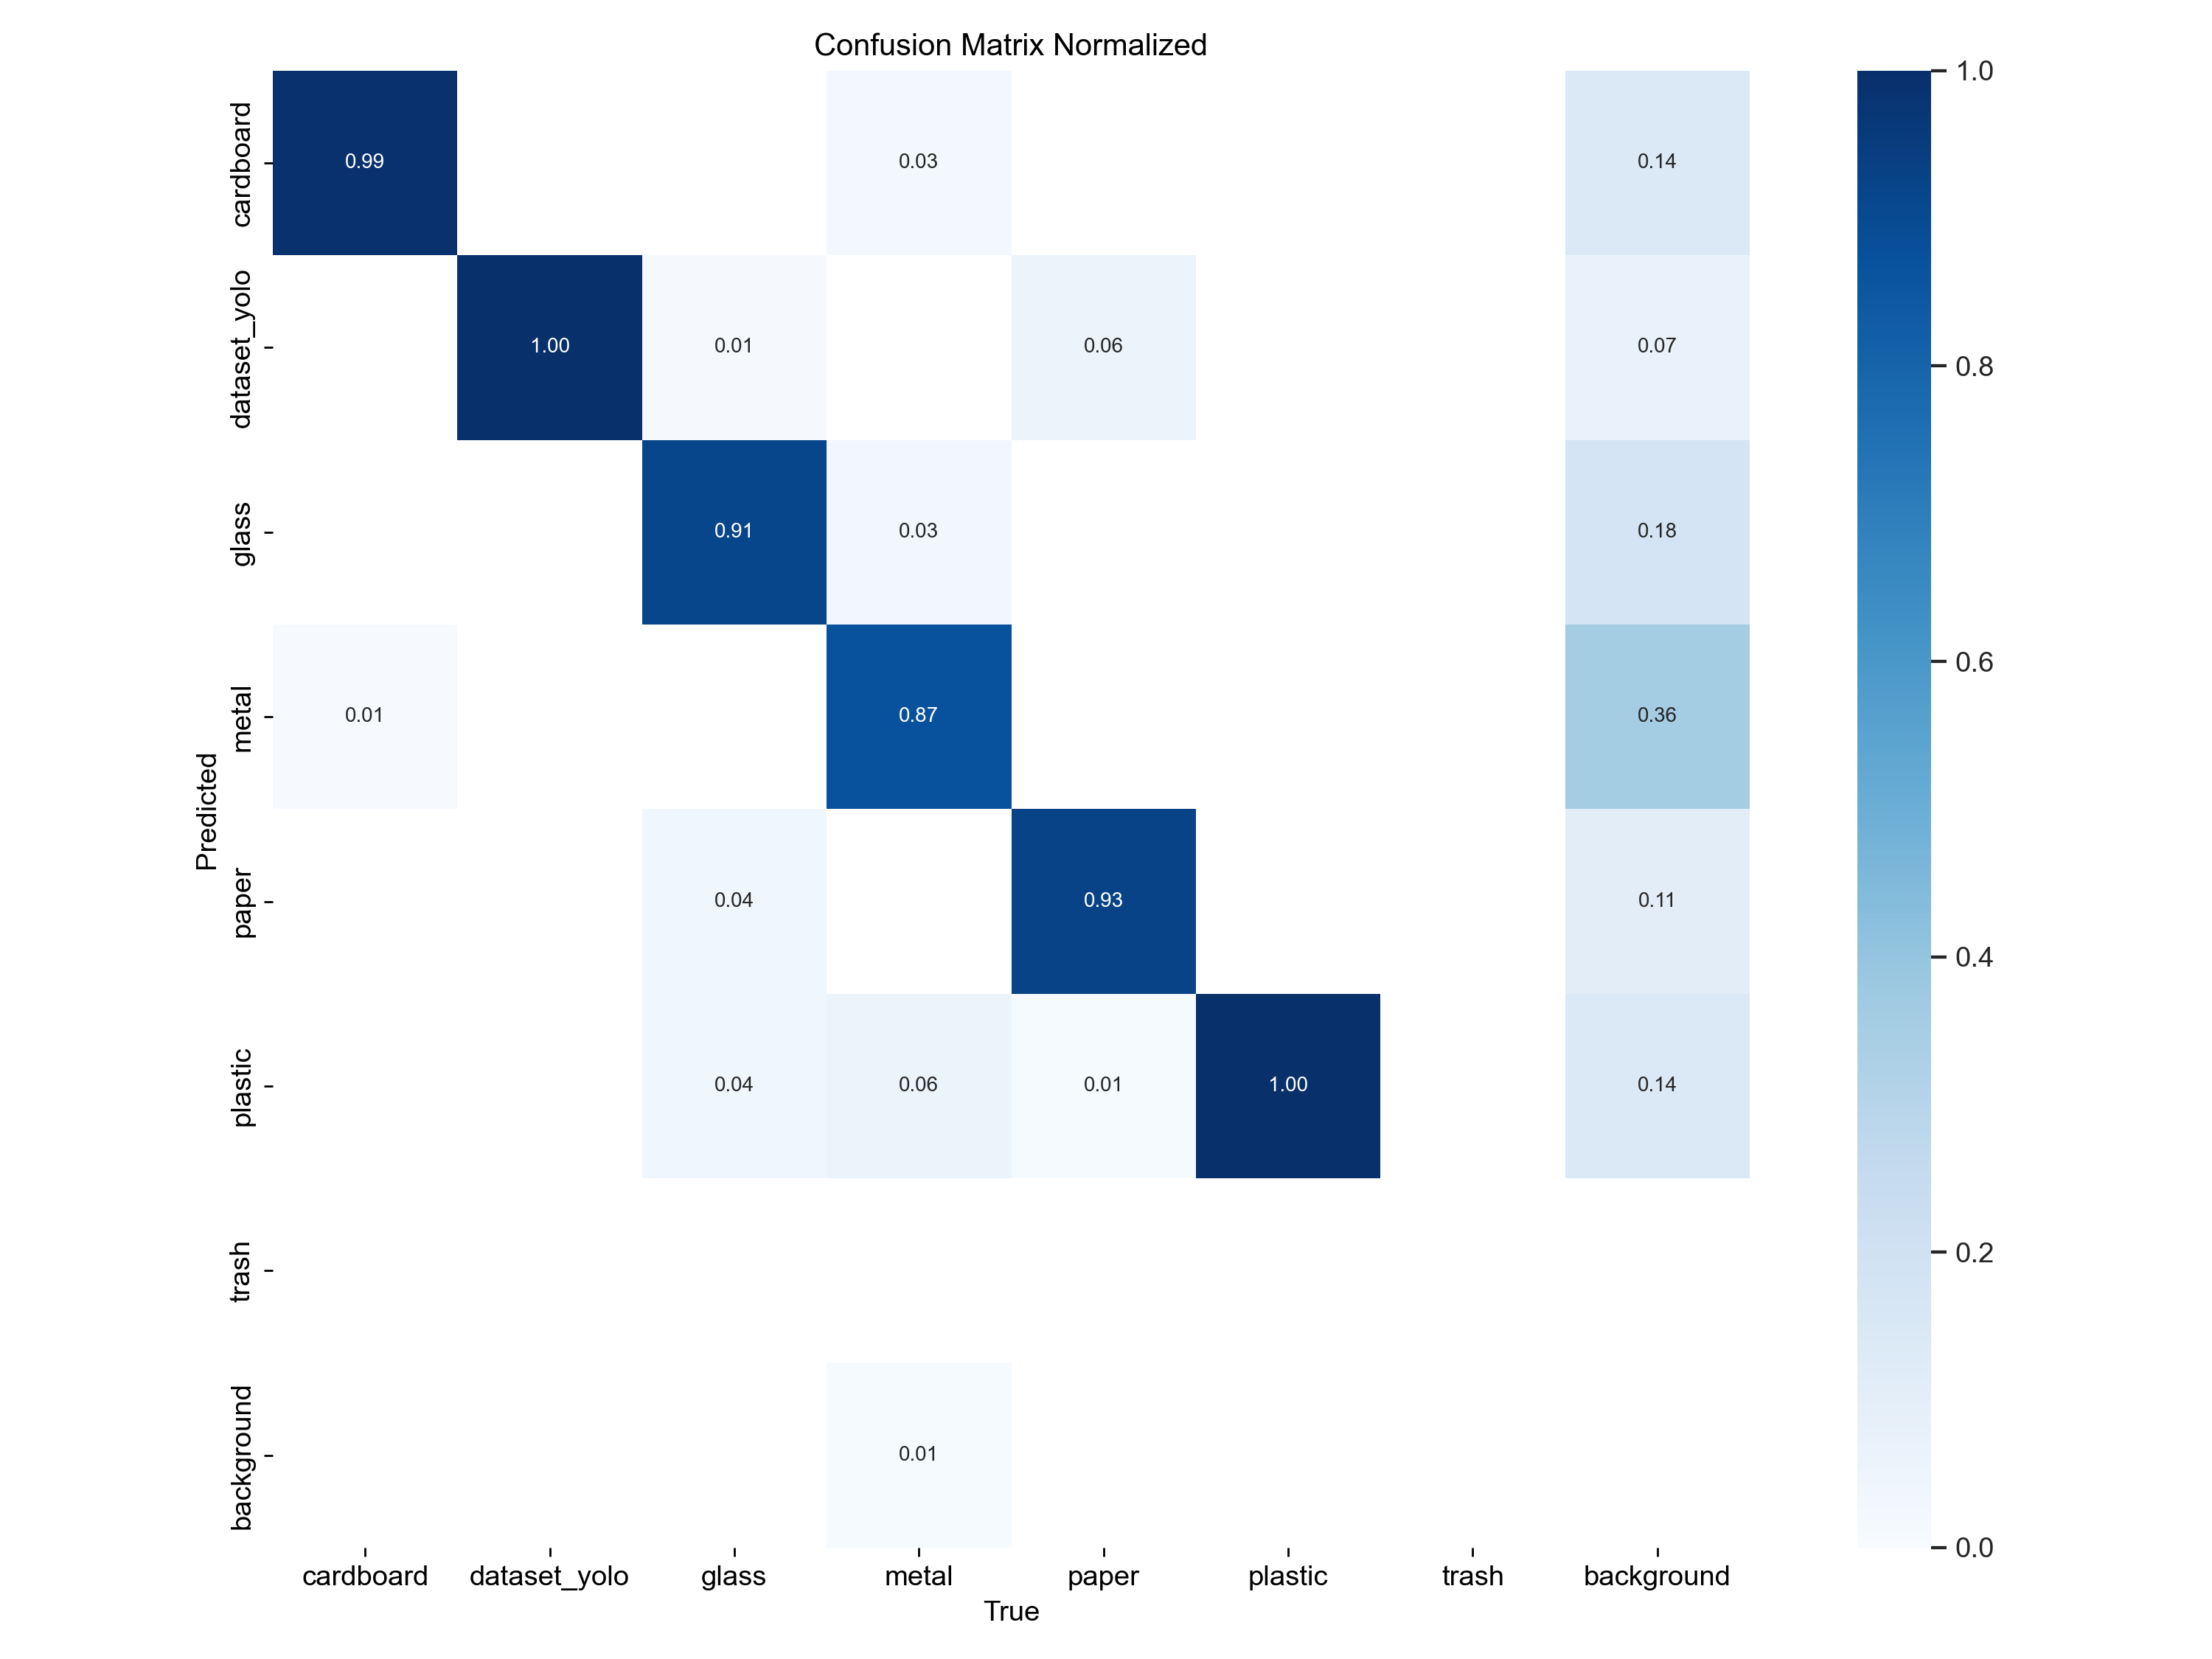 Confusion Matrix Normalized
cardboard
0.99
0.03
0.14
dataset_yolo
1.00
0.01
0.06
0.07
glass
0.91
0.03
0.18
metal
0.01
0.87
0.36
paper
0.04
0.93
0.11
plastic
0.04
0.06
0.01
1.00
0.14
trash
background
0.01
Predicted
cardboard
dataset_yolo
glass
metal
paper
plastic
trash
background
True
1.0
0.8
0.6
0.4
0.2
0.0